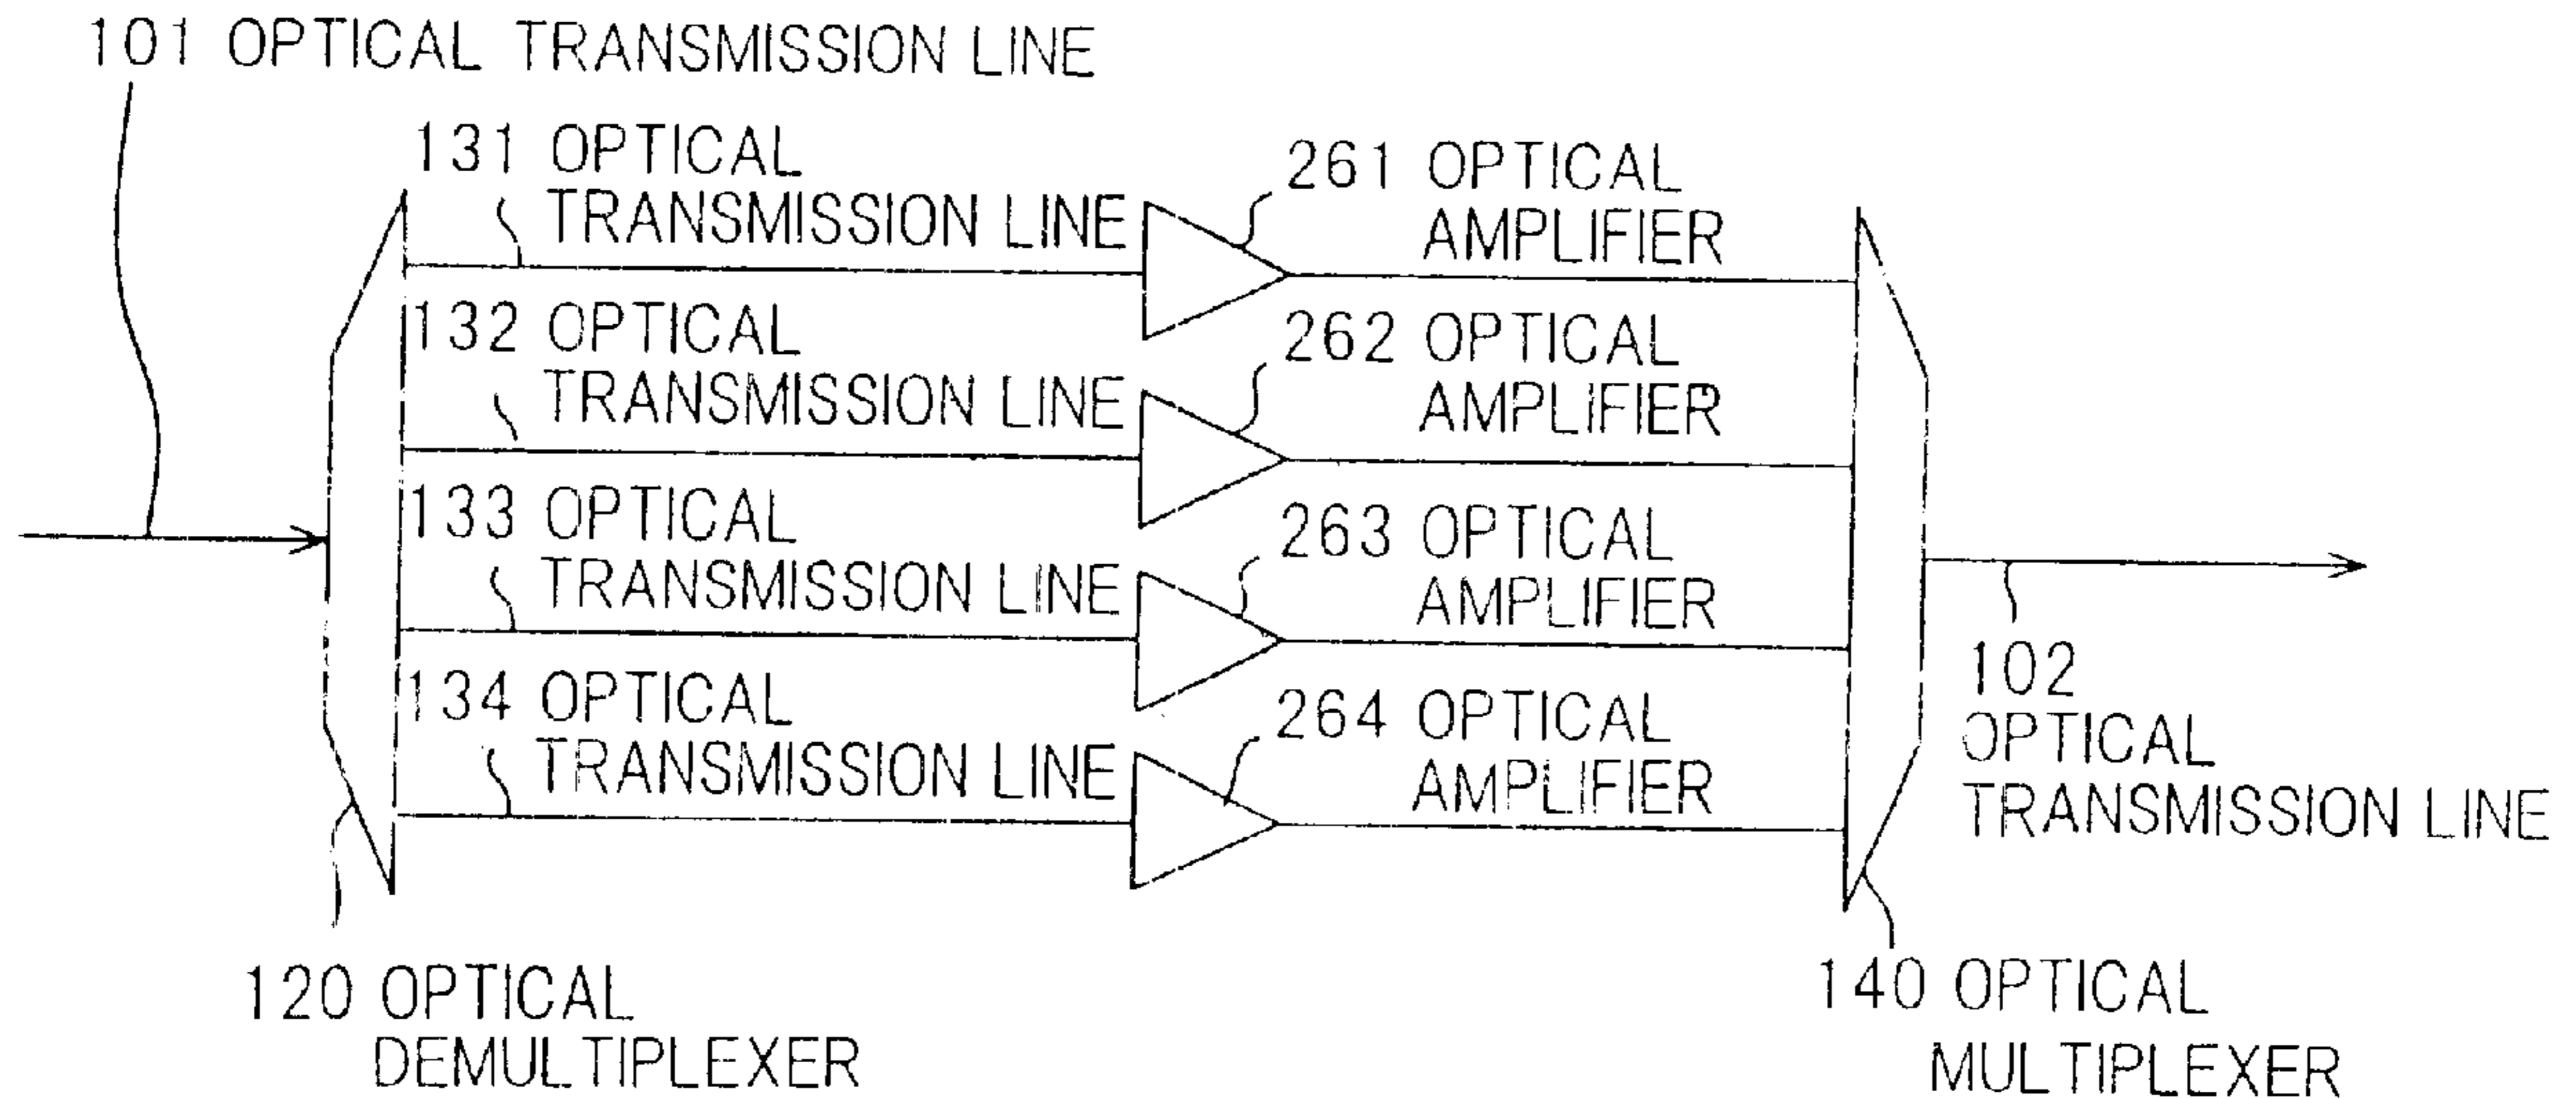 101 OPTICAL TRANSMISSION LINE
131 OPTICAL
TRANSMISSION LINE
261 OPTICAL
AMPLIFIER
132 OPTICAL
TRANSMISSION LINE
262 OPTICAL
AMPLIFIER
133 OPTICAL
TRANSMISSION LINE
263 OPTICAL
AMPLIFIER
134 OPTICAL
TRANSMISSION LINE
264 OPTICAL
AMPLIFIER
102
OPTICAL
TRANSMISSION LINE
120 OPTICAL
DEMULTIPLEXER
140 OPTICAL
MULTIPLEXER